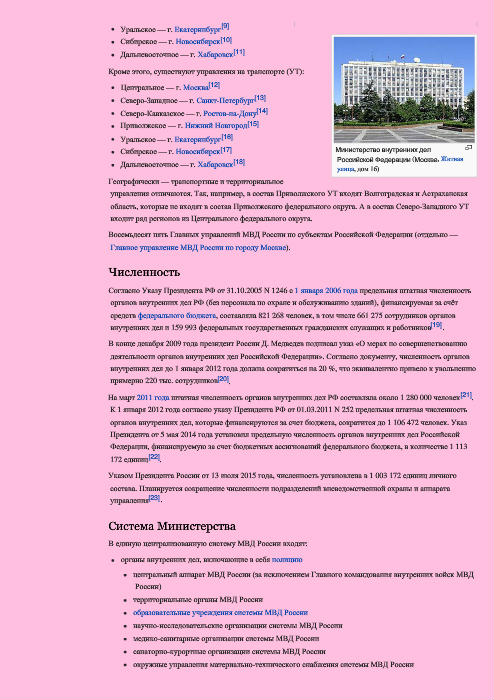 Уральское — г. Екатеринбург[9]
Сибирское — г. Новосибирск[10]
Дальневосточное — г. Хабаровск[11]
Кроме этого, существуют управления на транспорте (УТ):
Центральное — г. Москва[12]
Северо-Западное — г. Санкт-Петербург[13]
Северо-Кавказское — г. Ростов-на-Дону[14]
Приволжское — г. Нижний Новгород[15]
Уральское — г. Екатеринбург[16]
Сибирское — г. Новосибирск[17]
Дальневосточное — г. Хабаровск[18]
Министерство внутренних дел
Российской Федерации (Москва, Житная
улица, дом 16)
Географически — транспортные и территориальное
управления отличаются. Так, например, в состав Приволжского УТ входят Волгоградская и Астраханская
область, которые не входят в состав Приволжского федерального округа. А в состав Северо-Западного УТ
входит ряд регионов из Центрального федерального округа.
Восемьдесят пять Главных управлений МВД России по субъектам Российской Федерации (отдельно —
Главное управление МВД России по городу Москве).
Численность
Согласно Указу Президента РФ от 31.10.2005 N 1246 с 1 января 2006 года предельная штатная численность
органов внутренних дел РФ (без персонала по охране и обслуживанию зданий), финансируемая за счёт
средств федерального бюджета, составляла 821 268 человек, в том числе 661 275 сотрудников органов
внутренних дел и 159 993 федеральных государственных гражданских служащих и работников[19].
В конце декабря 2009 года президент России Д. Медведев подписал указ «О мерах по совершенствованию
деятельности органов внутренних дел Российской Федерации». Согласно документу, численность органов
внутренних дел до 1 января 2012 года должна сократиться на 20 %, что эквивалентно привело к увольнению
примерно 220 тыс. сотрудников[20].
На март 2011 года штатная численность органов внутренних дел РФ составляла около 1 280 000 человек[21].
К 1 января 2012 года согласно указу Президента РФ от 01.03.2011 N 252 предельная штатная численность
органов внутренних дел, которые финансируются за счет бюджета, сократится до 1 106 472 человек. Указ
Президента от 5 мая 2014 года установил предельную численность органов внутренних дел Российской
Федерации, финансируемую за счет бюджетных ассигнований федерального бюджета, в количестве 1 113
172 единиц[22].
Указом Президента России от 13 июля 2015 года, численность установлена в 1 003 172 единиц личного
состава. Планируется сокращение численности подразделений вневедомственной охраны и аппарата
управления[23].
Система Министерства
В единую централизованную систему МВД России входят:
органы внутренних дел, включающие в себя полицию
центральный аппарат МВД России (за исключением Главного командования внутренних войск МВД
России)
территориальные органы МВД России
образовательные учреждения системы МВД России
научно-исследовательские организации системы МВД России
медико-санитарные организации системы МВД России
санаторно-курортные организации системы МВД России
окружные управления материально-технического снабжения системы МВД России